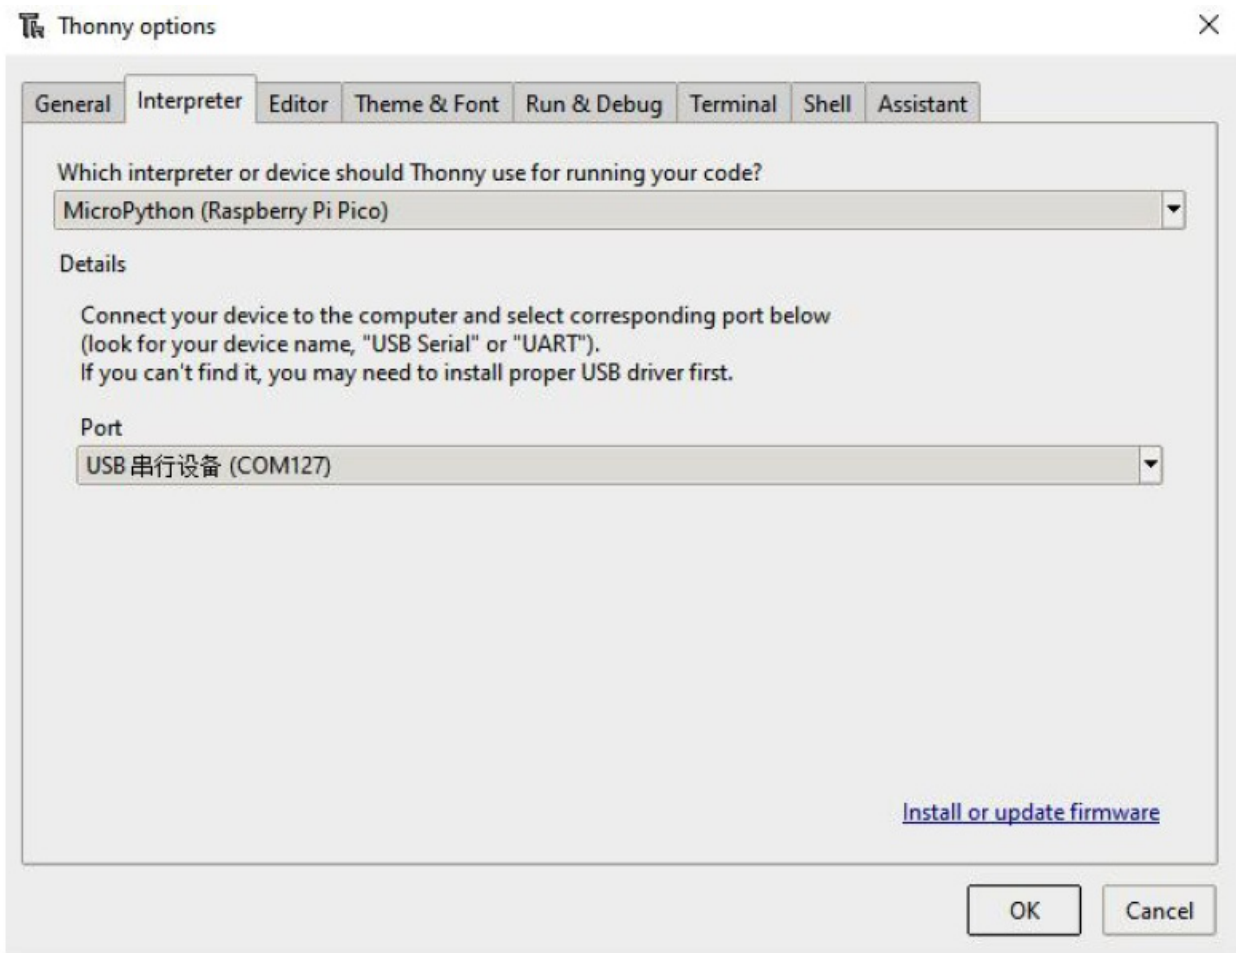 Thonny options
General Interpreter Editor Theme & Font Run & Debug Terminal Shell Assistant
Which interpreter or device should Thonny use for running your code?
MicroPython (Raspberry Pi Pico)
Details
Connect your device to the computer and select corresponding port below
(look for your device name, "USB Serial" or "UART").
If you can't find it, you may need to install proper USB driver first.
Port
USB 串行设备 (COM127)
Install or update firmware
OK Cancel